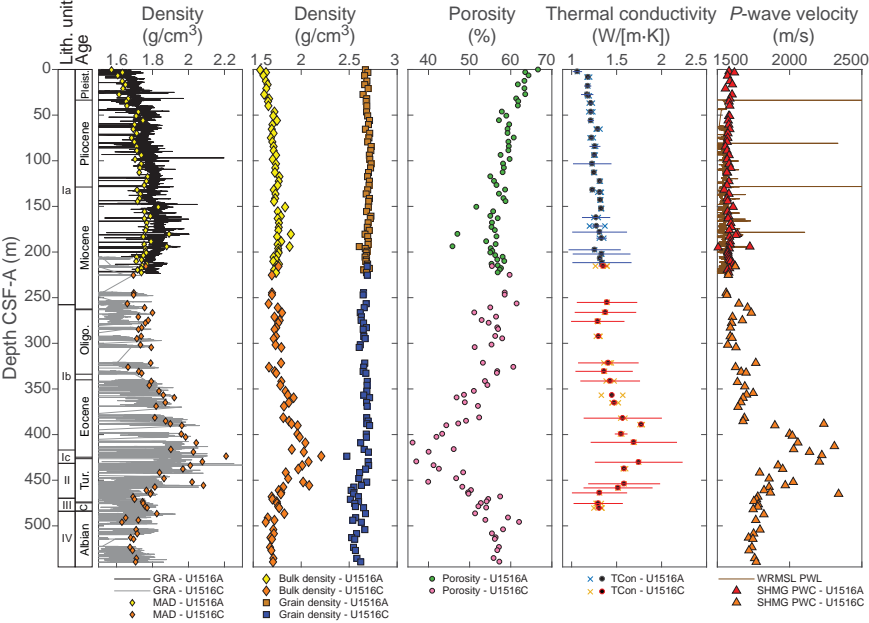 Lith. unit
Age
Density
(g/cm3)
1.6 1.8 2 2.2
Density
(g/cm3)
1.5 2 2.5 3
Porosity
(%)
40 50 60 70
Thermal conductivity
(W/[m·K])
1 1.5 2 2.5
P-wave velocity
(m/s)
1500 2000 2500
Depth CSF-A (m)
0
50
100
150
200
250
300
350
400
450
500
Ia
Ib
Ic
II
III
IV
Pleist.
Pliocene
Miocene
Oligo.
Eocene
Tur.
C
Albian
GRA - U1516A
GRA - U1516C
MAD - U1516A
MAD - U1516C
Bulk density - U1516A
Bulk density - U1516C
Grain density - U1516A
Grain density - U1516C
Porosity - U1516A
Porosity - U1516C
TCon - U1516A
TCon - U1516C
WRMSL PWL
SHMG PWC - U1516A
SHMG PWC - U1516C